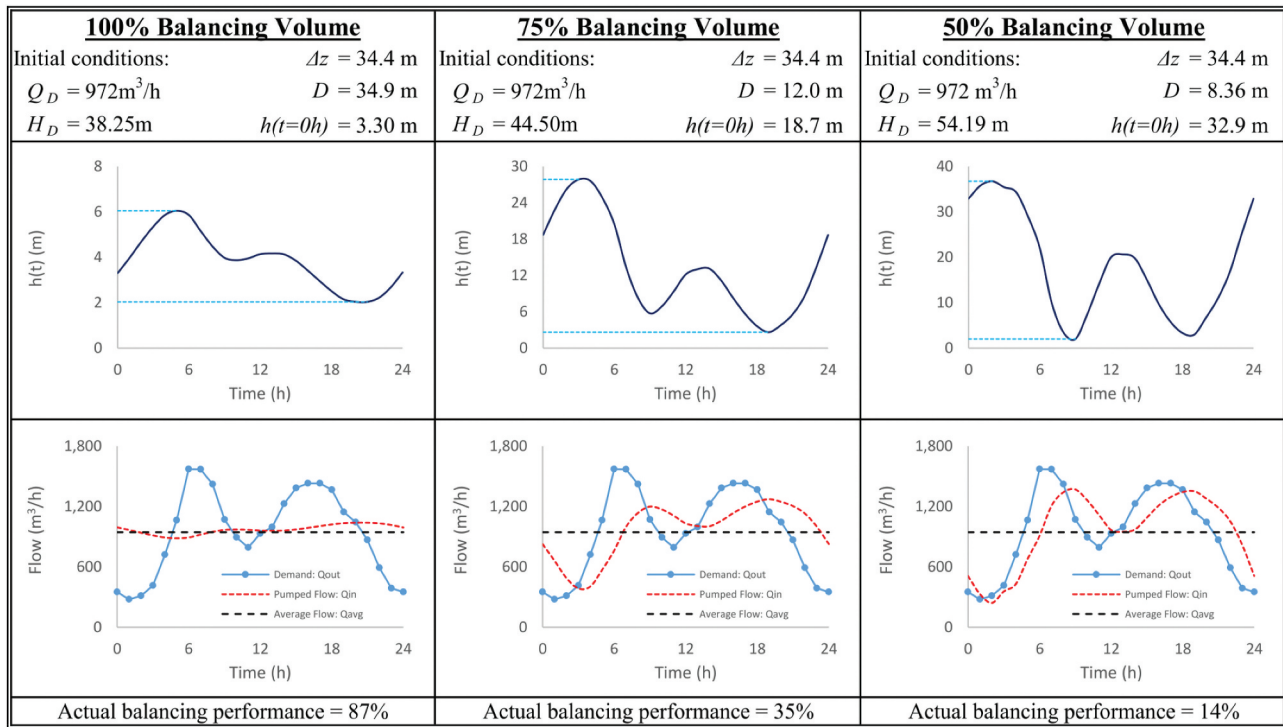 100% Balancing Volume
Initial conditions: Δz = 34.4 m
Q_D = 972m³/h D = 34.9 m
H_D = 38.25m h(t=0h) = 3.30 m
75% Balancing Volume
Initial conditions: Δz = 34.4 m
Q_D = 972m³/h D = 12.0 m
H_D = 44.50m h(t=0h) = 18.7 m
50% Balancing Volume
Initial conditions: Δz = 34.4 m
Q_D = 972 m³/h D = 8.36 m
H_D = 54.19 m h(t=0h) = 32.9 m
h(t) (m)
8
6
4
2
0
0 6 12 18 24
Time (h)
h(t) (m)
30
24
18
12
6
0
0 6 12 18 24
Time (h)
h(t) (m)
40
30
20
10
0
0 6 12 18 24
Time (h)
Flow (m³/h)
1,800
1,200
600
0
Demand: Qout
Pumped Flow: Qin
Average Flow: Qavg
0 6 12 18 24
Time (h)
Flow (m³/h)
1,800
1,200
600
0
Demand: Qout
Pumped Flow: Qin
Average Flow: Qavg
0 6 12 18 24
Time (h)
Flow (m³/h)
1,800
1,200
600
0
Demand: Qout
Pumped Flow: Qin
Average Flow: Qavg
0 6 12 18 24
Time (h)
Actual balancing performance = 87%
Actual balancing performance = 35%
Actual balancing performance = 14%